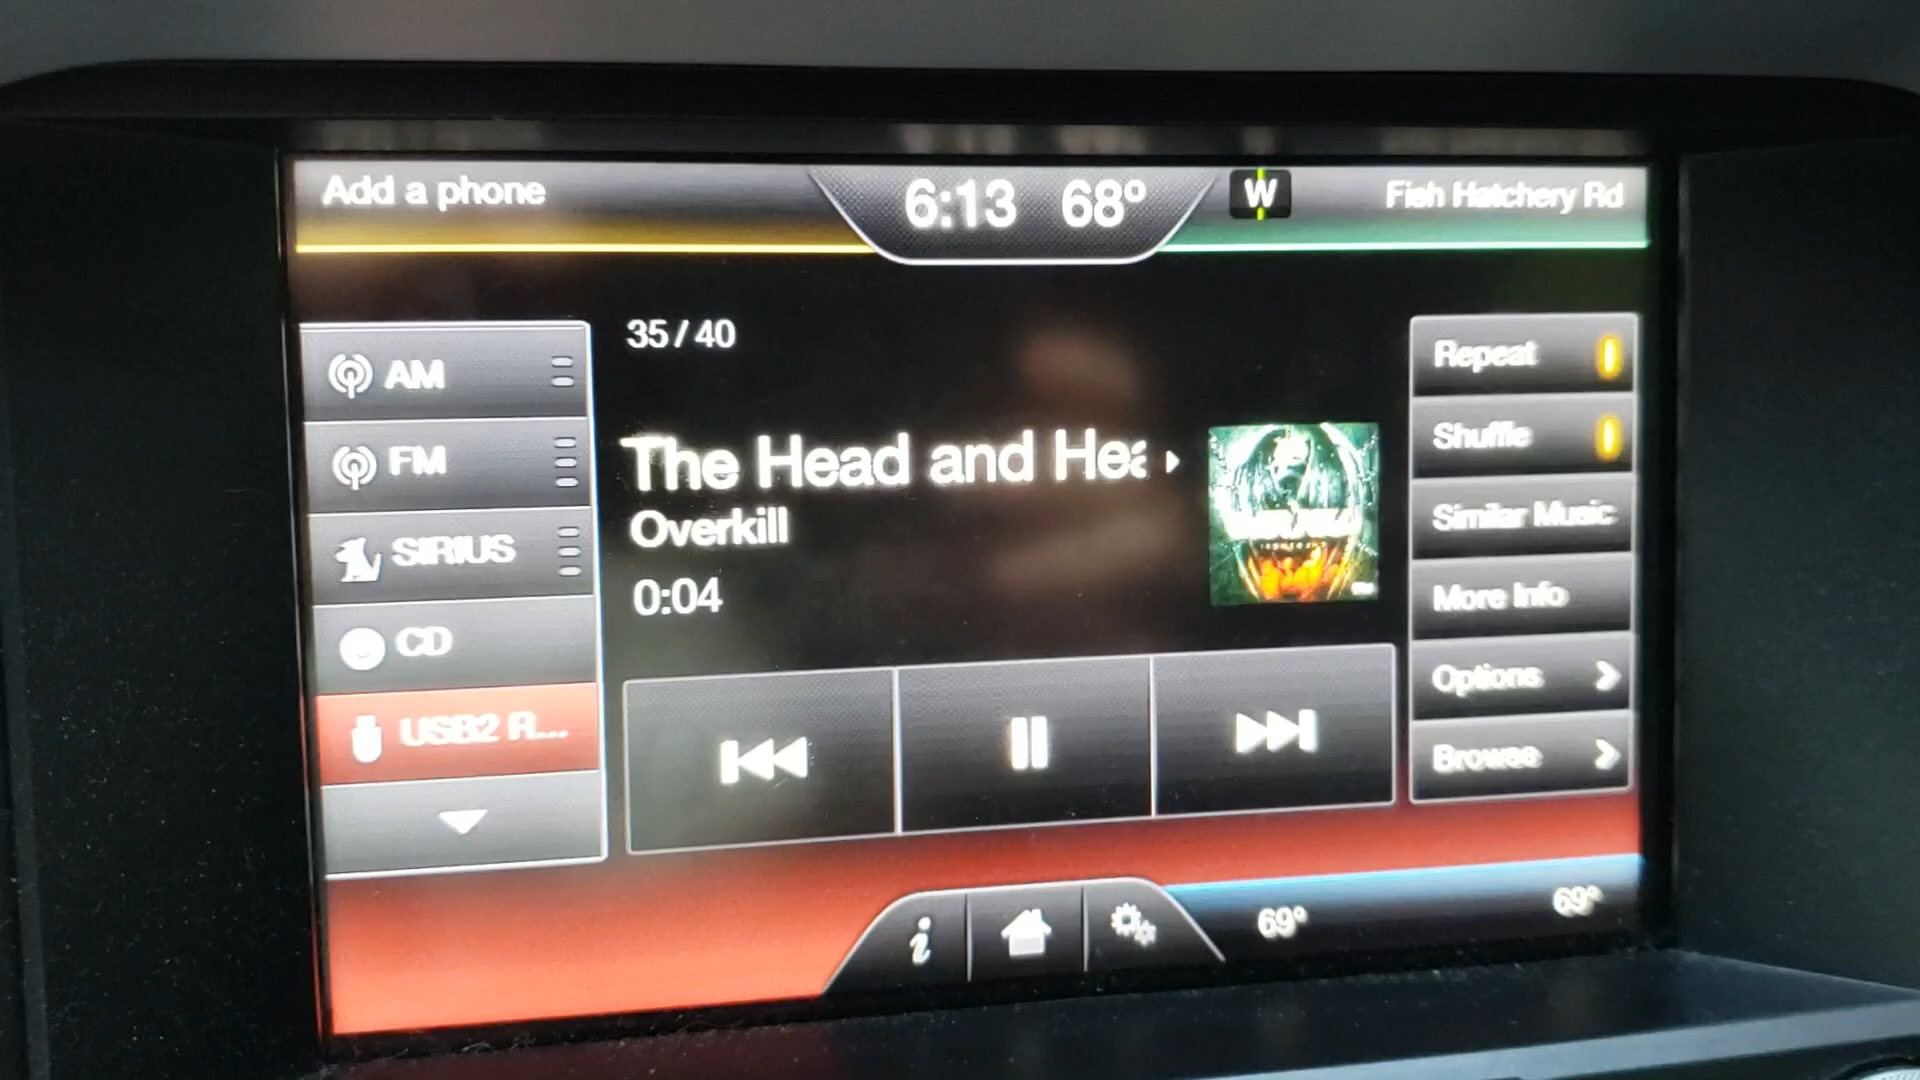 Add a phone
6:13 68°
W
Fish Hatchery Rd
AM
FM
SIRIUS
CD
USB2 R...
35/40
The Head and Hea
Overkill
0:04
Repeat
Shuffle
Similar Music
More Info
Options
Browse
i
69°
69°